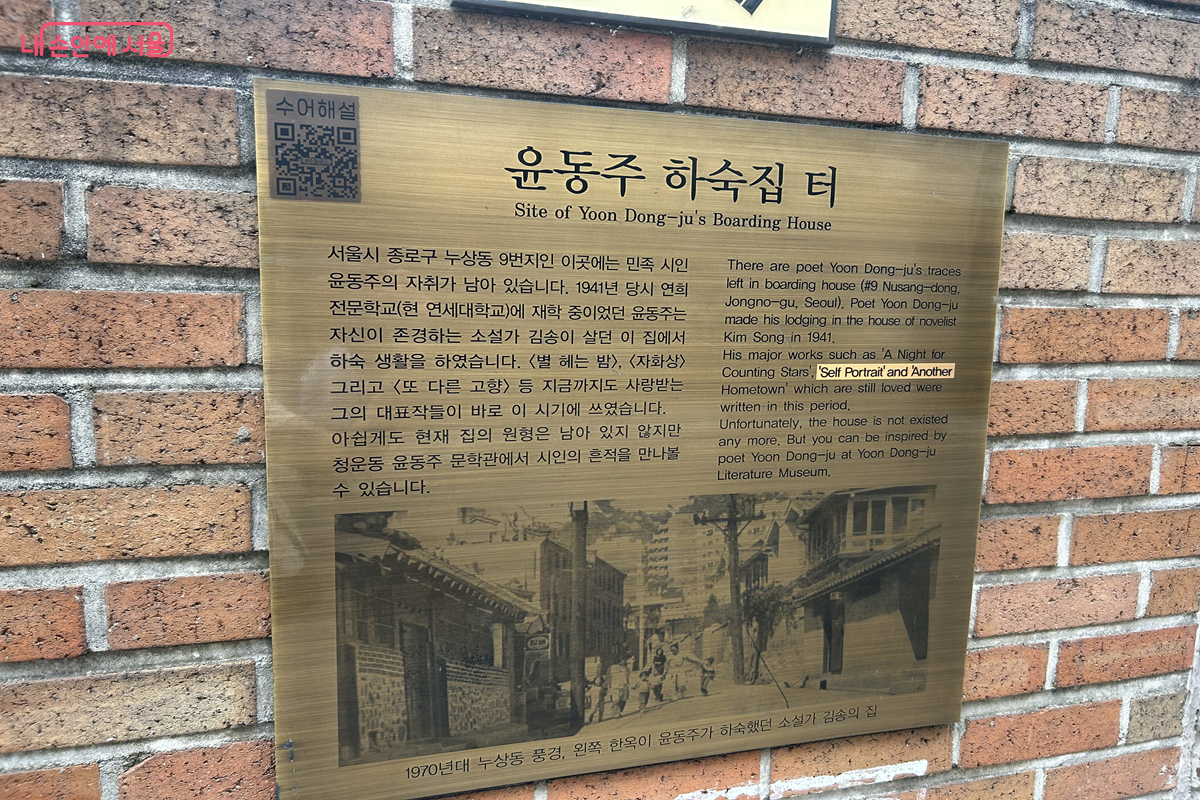 내 손안에 서울
수어해설
윤동주 하숙집 터
Site of Yoon Dong-ju's Boarding House
서울시 종로구 누상동 9번지인 이곳에는 민족 시인
윤동주의 자취가 남아 있습니다. 1941년 당시 연희
전문학교(현 연세대학교)에 재학 중이었던 윤동주는
자신이 존경하는 소설가 김송이 살던 이 집에서
하숙 생활을 하였습니다. 〈별 헤는 밤〉, 〈자화상〉
그리고 〈또 다른 고향〉 등 지금까지도 사랑받는
그의 대표작들이 바로 이 시기에 쓰였습니다.
아쉽게도 현재 집의 원형은 남아 있지 않지만
청운동 윤동주 문학관에서 시인의 흔적을 만나볼
수 있습니다.
There are poet Yoon Dong-ju's traces
left in boarding house (#9 Nusang-dong,
Jongno-gu, Seoul). Poet Yoon Dong-ju
made his lodging in the house of novelist
Kim Song in 1941.
His major works such as 'A Night for
Counting Stars', 'Self Portrait' and 'Another
Hometown' which are still loved were
written in this period.
Unfortunately, the house is not existed
any more. But you can be inspired by
poet Yoon Dong-ju at Yoon Dong-ju
Literature Museum.
1970년대 누상동 풍경, 왼쪽 한옥이 윤동주가 하숙했던 소설가 김송의 집